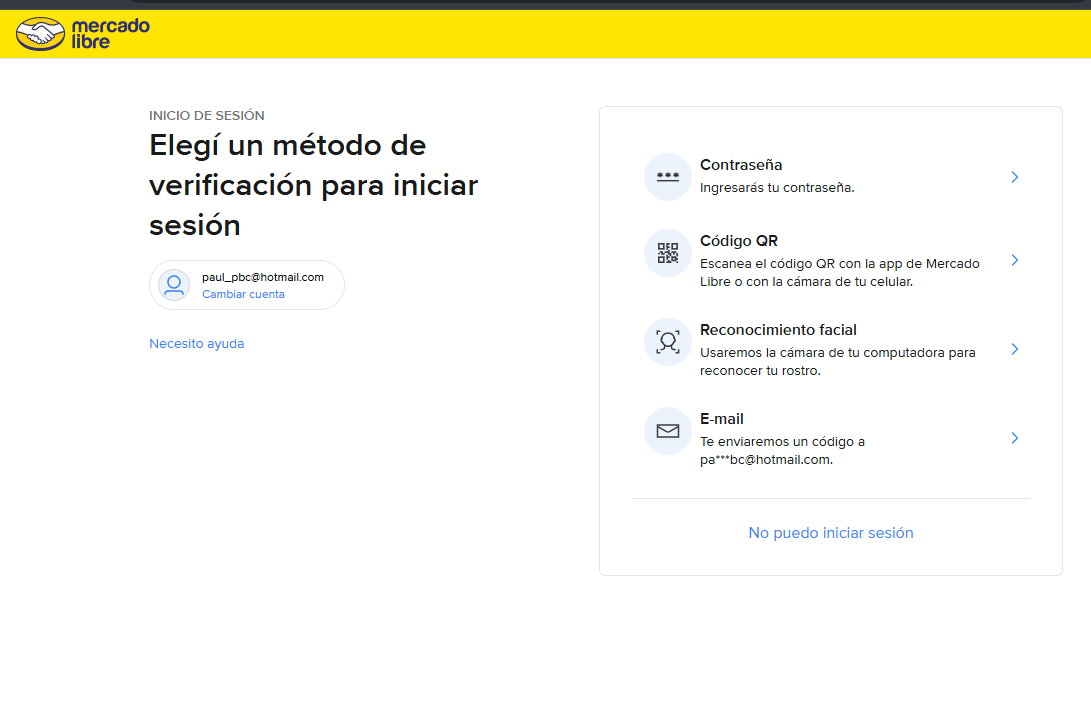 mercado
libre
INICIO DE SESIÓN
Elegí un método de
verificación para iniciar
sesión
paul_pbc@hotmail.com
Cambiar cuenta
Necesito ayuda
Contraseña
Ingresarás tu contraseña.
Código QR
Escanea el código QR con la app de Mercado
Libre o con la cámara de tu celular.
Reconocimiento facial
Usaremos la cámara de tu computadora para
reconocer tu rostro.
E-mail
Te enviaremos un código a
pa***bc@hotmail.com.
No puedo iniciar sesión